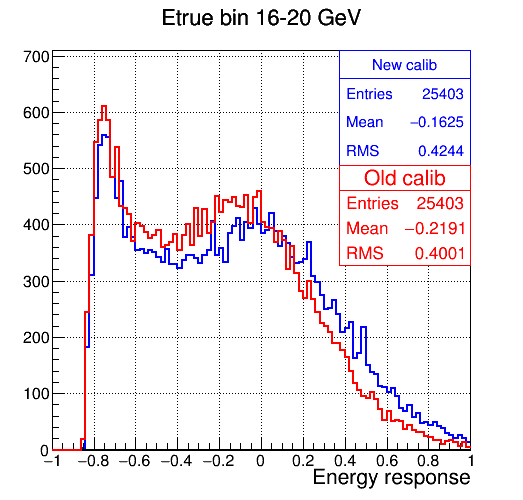 Etrue bin 16-20 GeV
New calib
Entries 25403
Mean −0.1625
RMS 0.4244
Old calib
Entries 25403
Mean −0.2191
RMS 0.4001
700
600
500
400
300
200
100
0
−1 −0.8 −0.6 −0.4 −0.2 0 0.2 0.4 0.6 0.8 1
Energy response